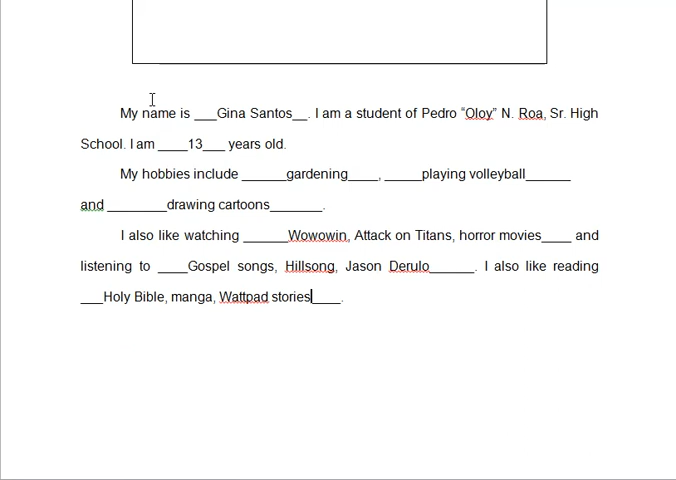 My name is ___Gina Santos__. I am a student of Pedro “Oloy” N. Roa, Sr. High
School. I am ____13___ years old.
My hobbies include ______gardening____, _____playing volleyball______
and ________drawing cartoons_______.
I also like watching ______Wowowin, Attack on Titans, horror movies____ and
listening to ____Gospel songs, Hillsong, Jason Derulo______. I also like reading
___Holy Bible, manga, Wattpad stories____.